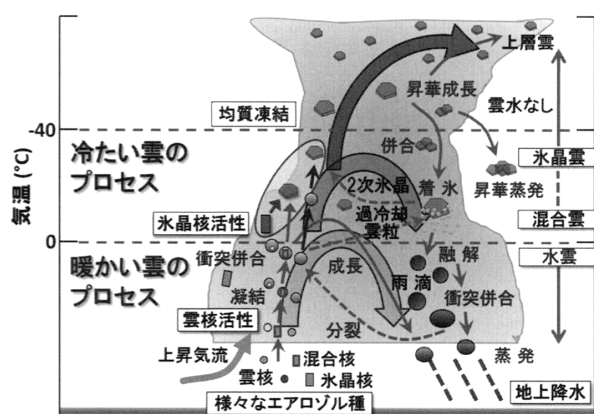 上層雲
昇華成長
雲水なし
均質凍結
-40
冷たい雲の
プロセス
併合
氷晶雲
2次氷晶
着氷
昇華蒸発
過冷却
雲粒
氷晶核活性
混合雲
気温 (°C)
0
水雲
衝突併合
成長
融解
暖かい雲の
プロセス
雨滴
衝突併合
凝結
雲核活性
分裂
蒸発
上昇気流
混合核
雲核
氷晶核
地上降水
様々なエアロゾル種